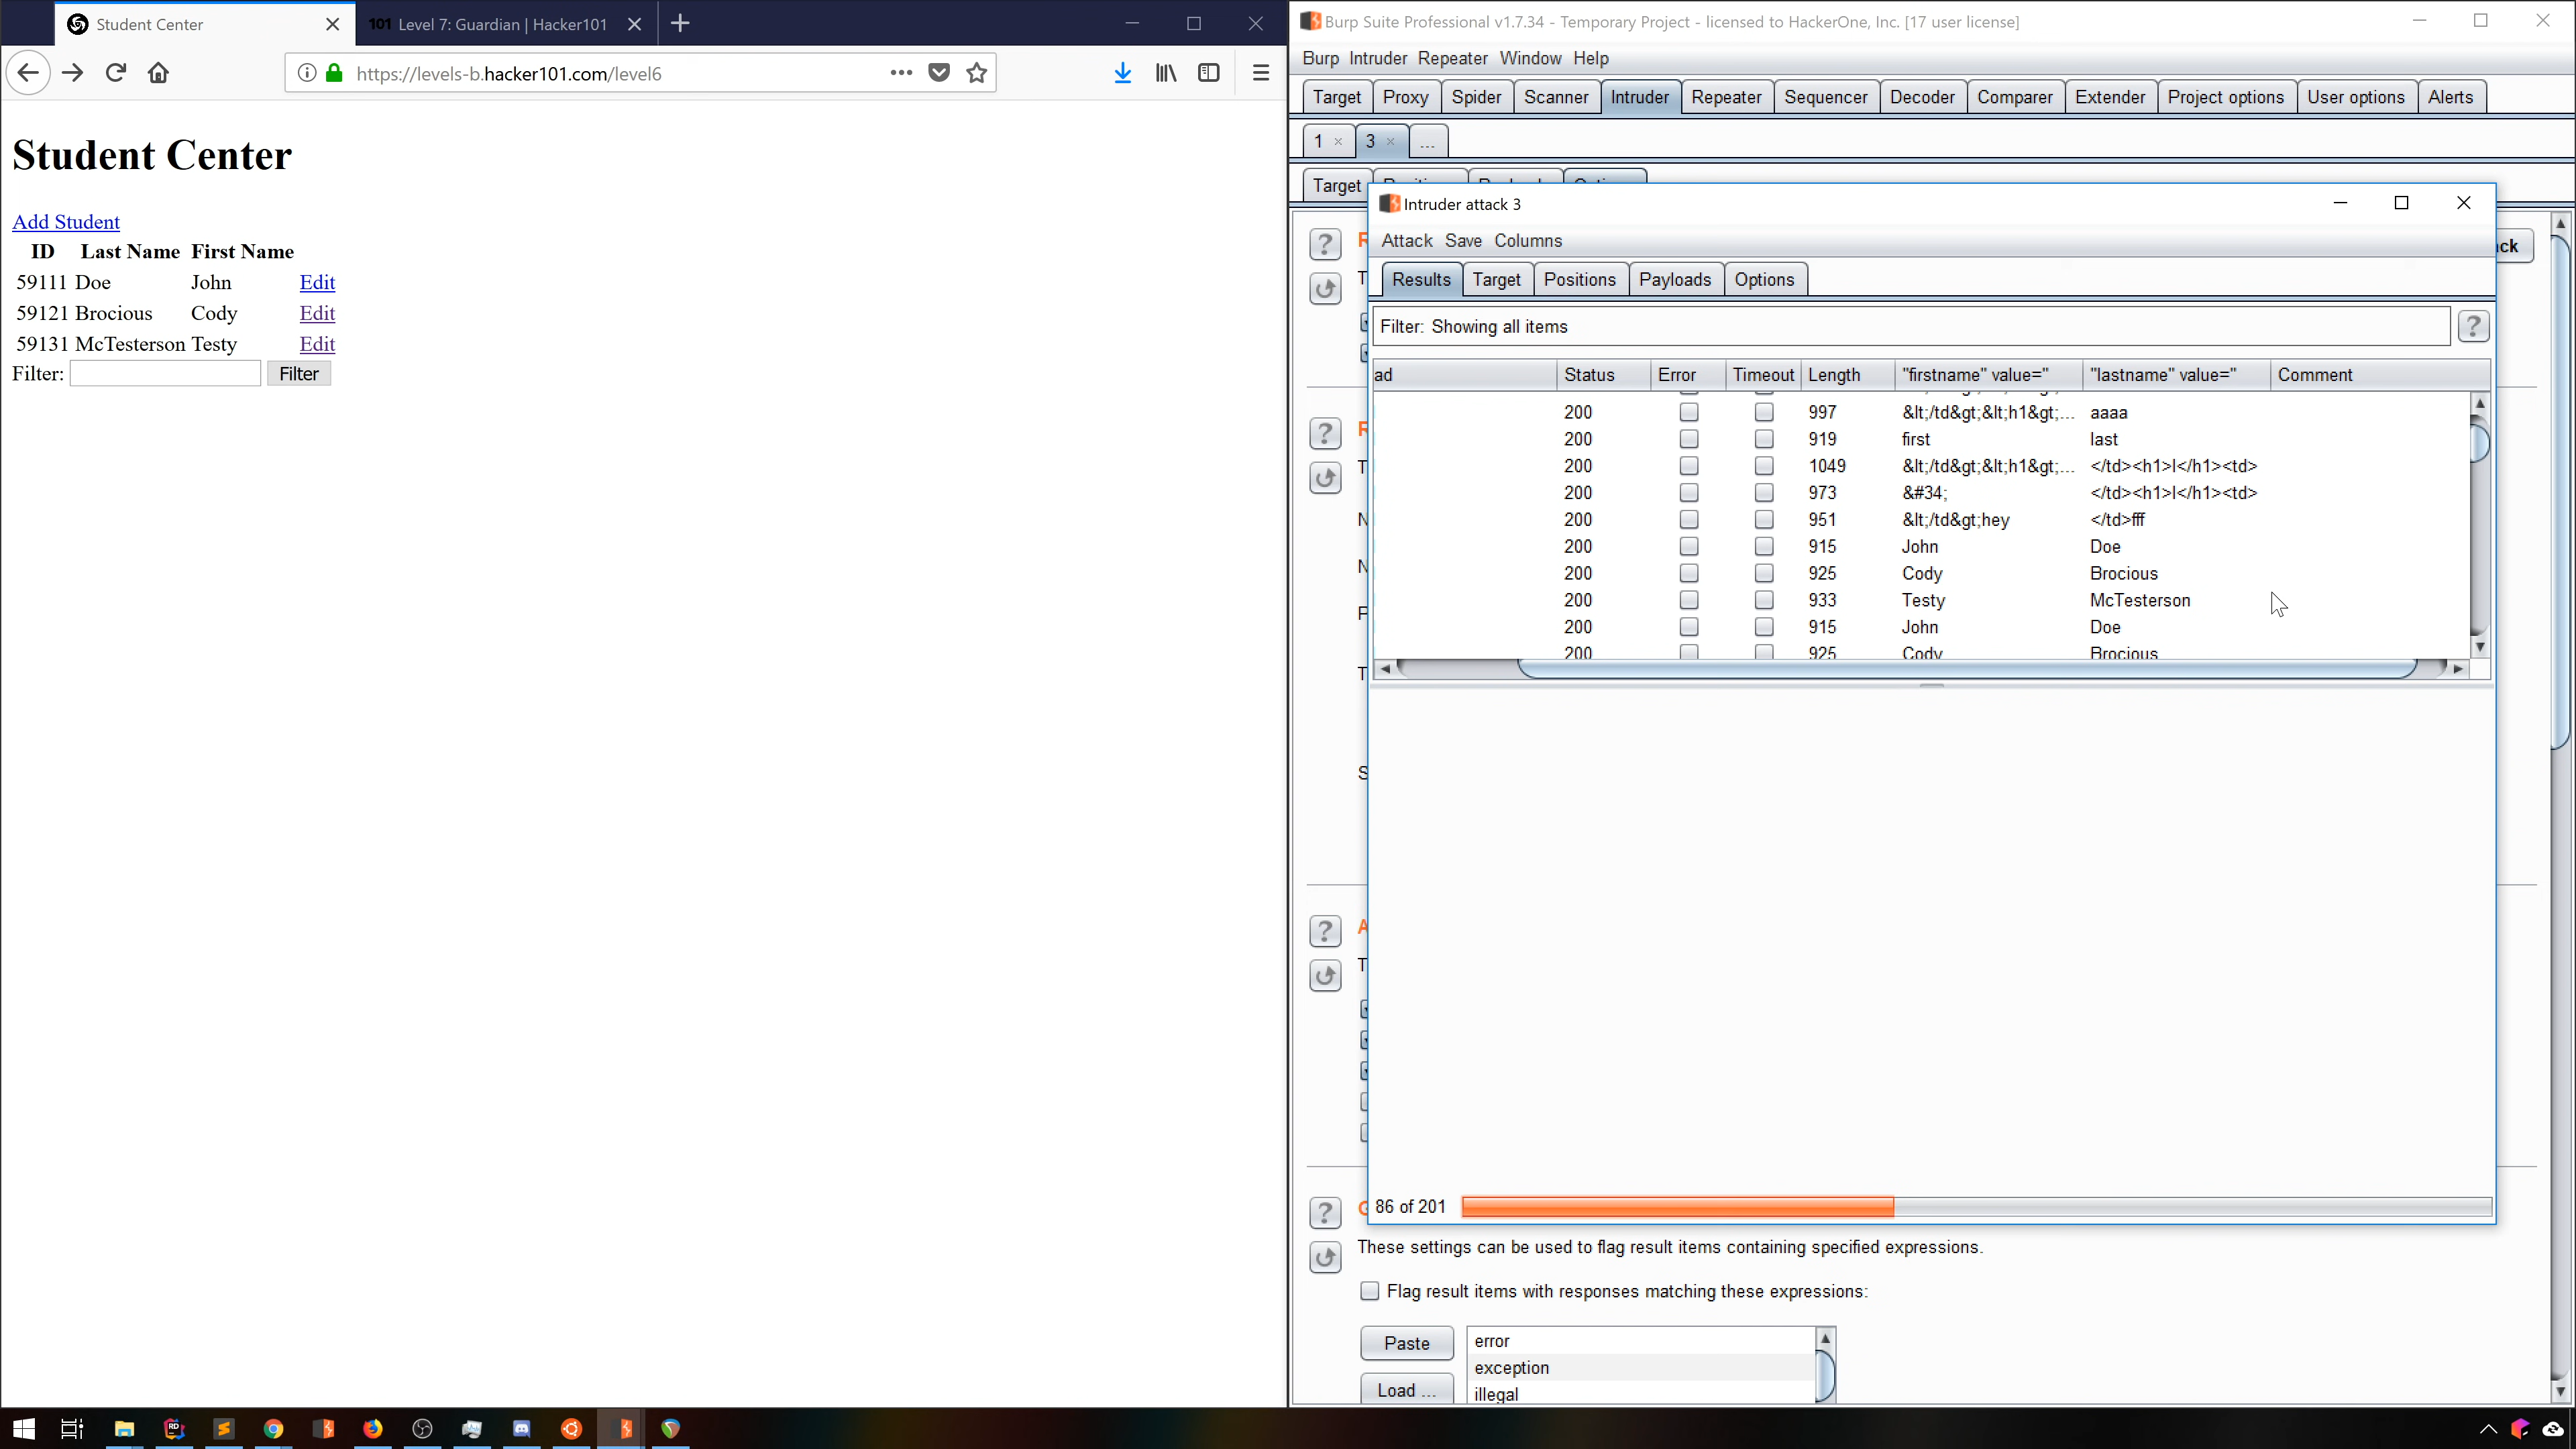 Student Center
101 Level 7: Guardian | Hacker101
https://levels-b.hacker101.com/level6
Student Center
Add Student
ID Last Name First Name
59111 Doe John Edit
59121 Brocious Cody Edit
59131 McTesterson Testy Edit
Filter: Filter
Burp Suite Professional v1.7.34 - Temporary Project - licensed to HackerOne, Inc. [17 user license]
Burp Intruder Repeater Window Help
Target Proxy Spider Scanner Intruder Repeater Sequencer Decoder Comparer Extender Project options User options Alerts
1 × 3 × ...
Target
Intruder attack 3
Attack Save Columns
Results Target Positions Payloads Options
Filter: Showing all items ?
ad Status Error Timeout Length "firstname" value=" "lastname" value=" Comment
200 997 &lt;/td&gt;&lt;h1&gt;... aaaa
200 919 first last
200 1049 &lt;/td&gt;&lt;h1&gt;... </td><h1>l</h1><td>
200 973 &#34; </td><h1>l</h1><td>
200 951 &lt;/td&gt;hey </td>fff
200 915 John Doe
200 925 Cody Brocious
200 933 Testy McTesterson
200 915 John Doe
200 925 Cody Brocious
86 of 201
These settings can be used to flag result items containing specified expressions.
Flag result items with responses matching these expressions:
Paste error
exception
Load ... illegal